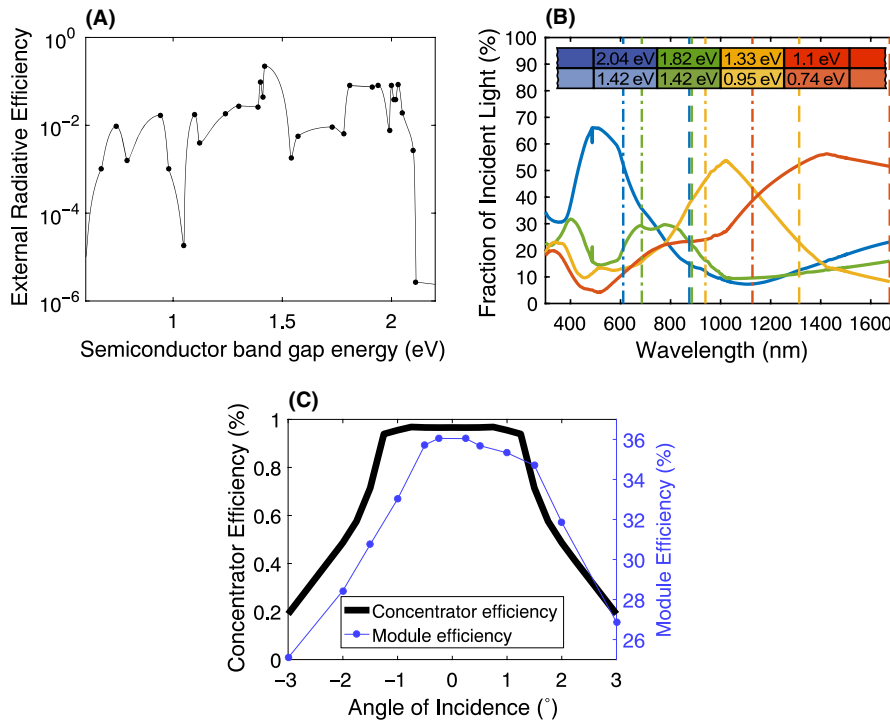 (A)
External Radiative Efficiency
10^0
10^-2
10^-4
10^-6
1
1.5
2
Semiconductor band gap energy (eV)
(B)
Fraction of Incident Light (%)
100
90
80
70
60
50
40
30
20
10
0
2.04 eV 1.82 eV 1.33 eV 1.1 eV
1.42 eV 1.42 eV 0.95 eV 0.74 eV
400 600 800 1000 1200 1400 1600
Wavelength (nm)
(C)
Concentrator Efficiency (%)
1
0.8
0.6
0.4
0.2
0
36
34
32
30
28
26
Module Efficiency (%)
Concentrator efficiency
Module efficiency
−3 −2 −1 0 1 2 3
Angle of Incidence (°)